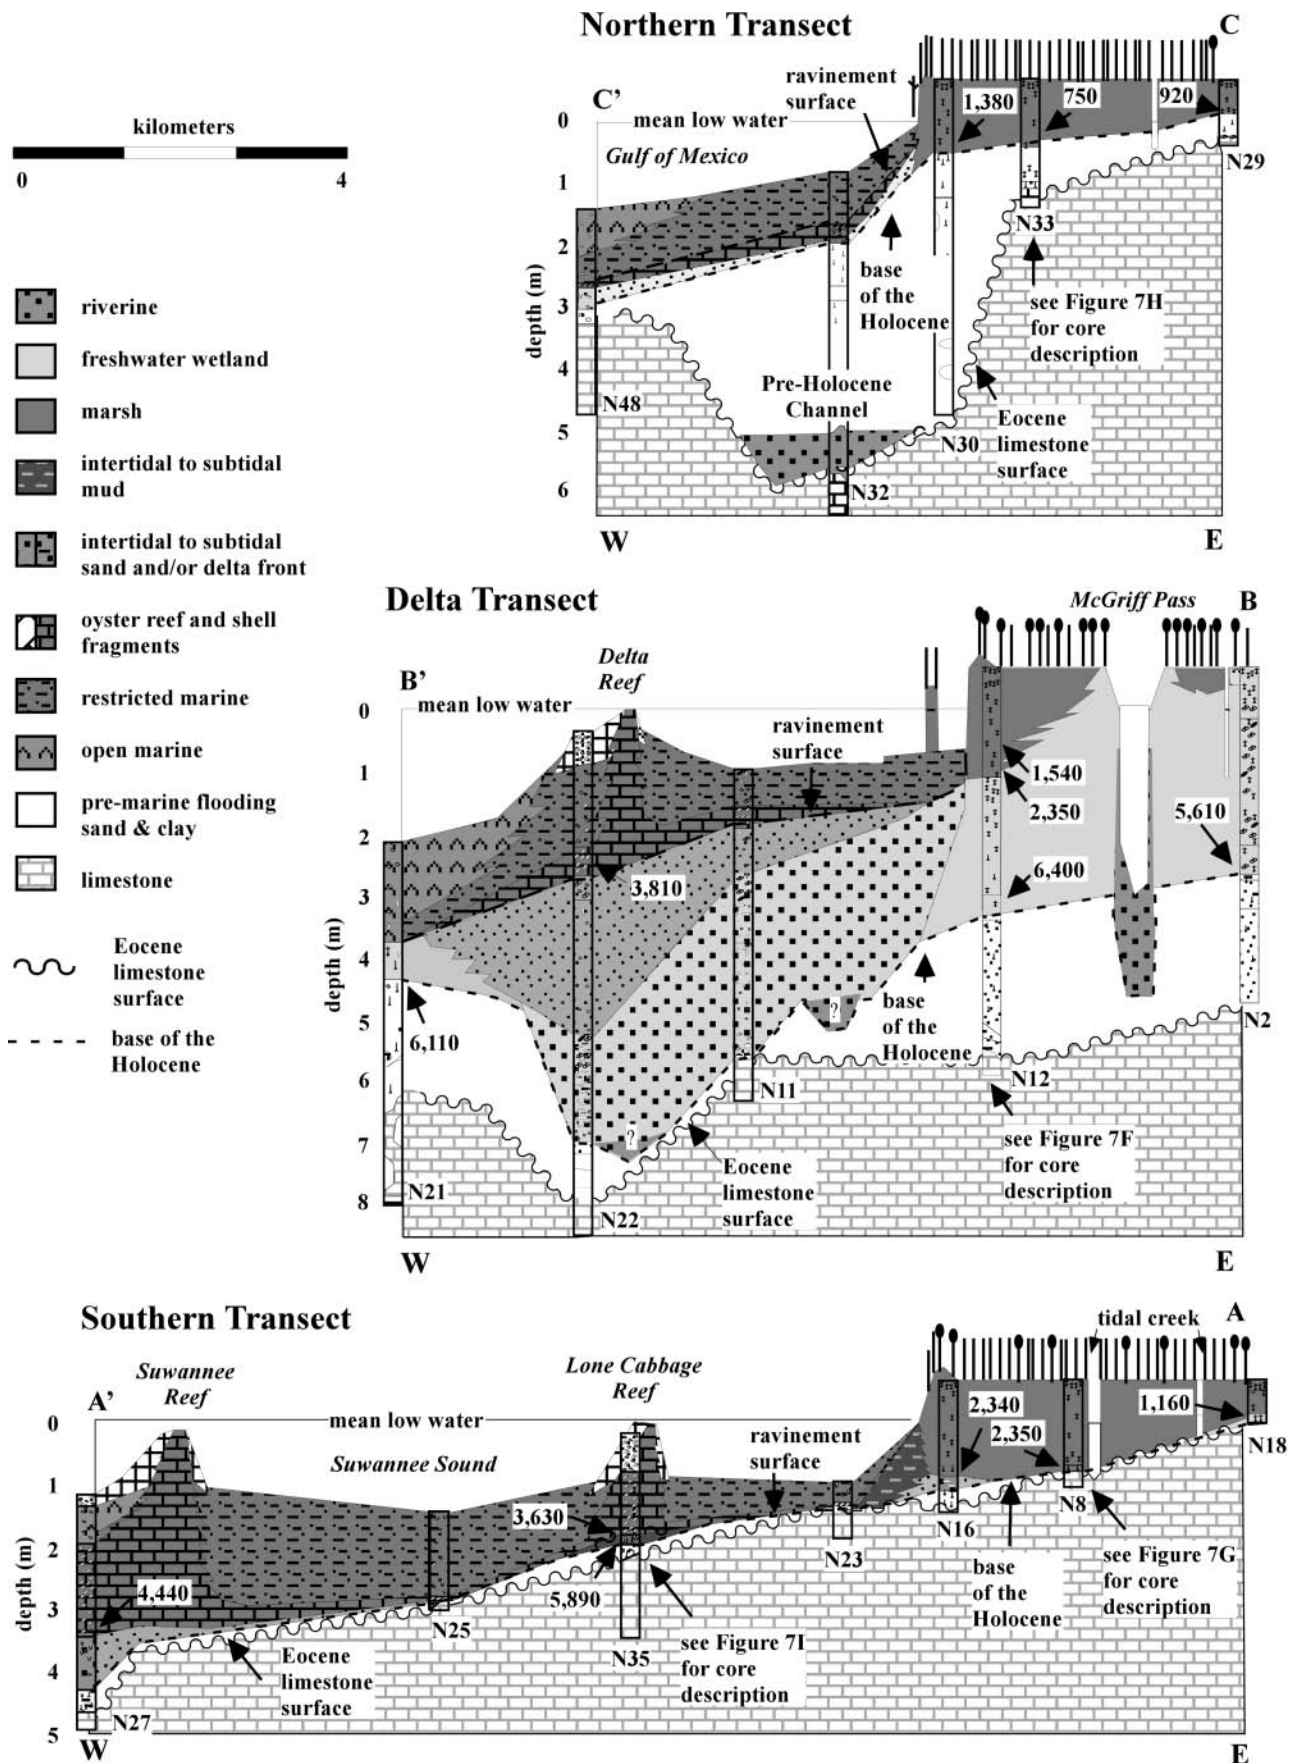 Northern Transect
C
C'
ravinement
surface
1,380
750
920
0
mean low water
Gulf of Mexico
N29
1
N33
2
base
of the
Holocene
see Figure 7H
for core
description
3
depth (m)
4
N48
Pre-Holocene
Channel
Eocene
limestone
surface
5
N30
6
N32
W
E
kilometers
0
4
riverine
freshwater wetland
marsh
intertidal to subtidal
mud
intertidal to subtidal
sand and/or delta front
oyster reef and shell
fragments
restricted marine
open marine
pre-marine flooding
sand & clay
limestone
Eocene
limestone
surface
base of the
Holocene
Delta Transect
McGriff Pass
B
B'
Delta
Reef
0
mean low water
ravinement
surface
1
1,540
2,350
2
5,610
3,810
6,400
3
depth (m)
4
?
base
of the
Holocene
5
6,110
N2
6
N11
N12
7
?
see Figure 7F
for core
description
Eocene
limestone
surface
N21
8
N22
W
E
Southern Transect
A
tidal creek
Suwannee
Reef
Lone Cabbage
Reef
A'
0
mean low water
2,340
1,160
ravinement
surface
2,350
N18
Suwannee Sound
1
3,630
N16
N8
2
N23
base
of the
Holocene
see Figure 7G
for core
description
depth (m)
4,440
5,890
3
N25
N35
see Figure 7I
for core
description
Eocene
limestone
surface
4
N27
5
W
E